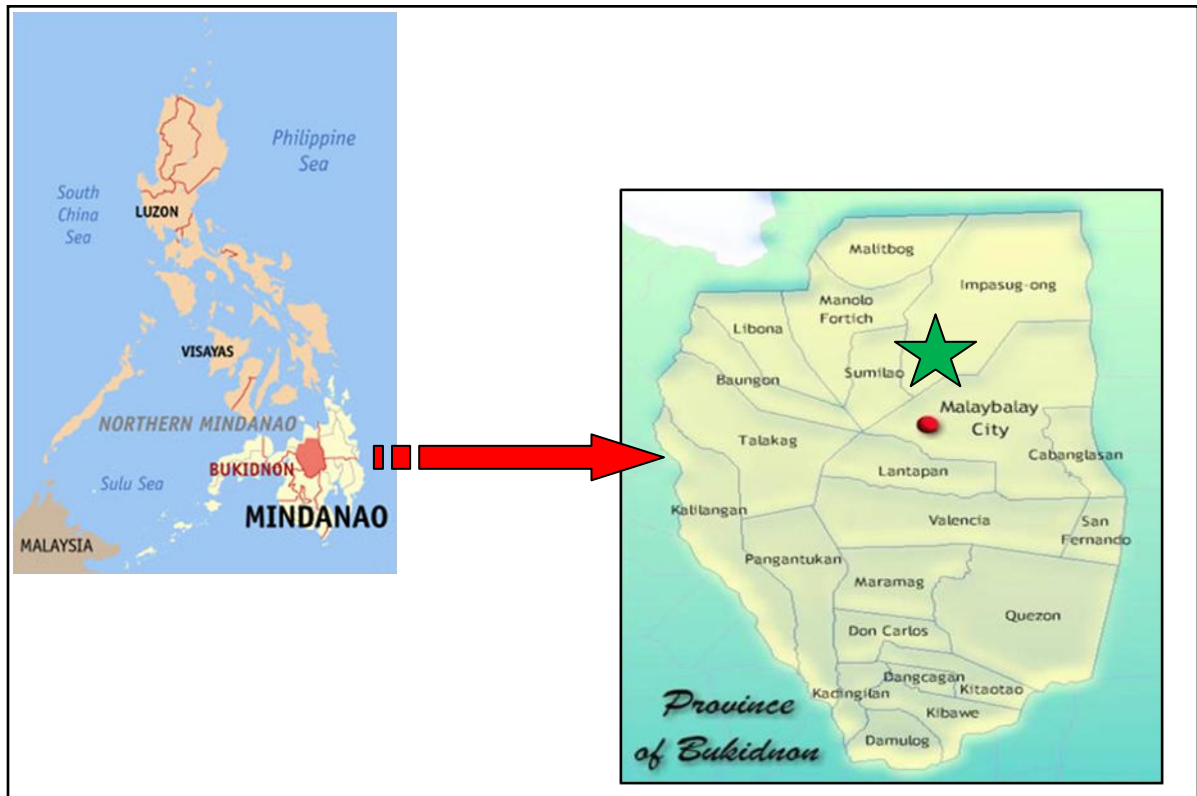 Philippine
Sea
South
China
Sea
LUZON
VISAYAS
NORTHERN MINDANAO
BUKIDNON
Sulu Sea
MINDANAO
MALAYSIA
Malitbog
Impasug-ong
Manolo
Fortich
Libona
Sumilao
Baungon
Malaybalay
City
Talakag
Cabanglasan
Lantapan
Kalilangan
Valencia
San
Fernando
Pangantukan
Maramag
Quezon
Don Carlos
Dangcagan
Kitaotao
Kadingilan
Kibawe
Damulog
Province
of Bukidnon